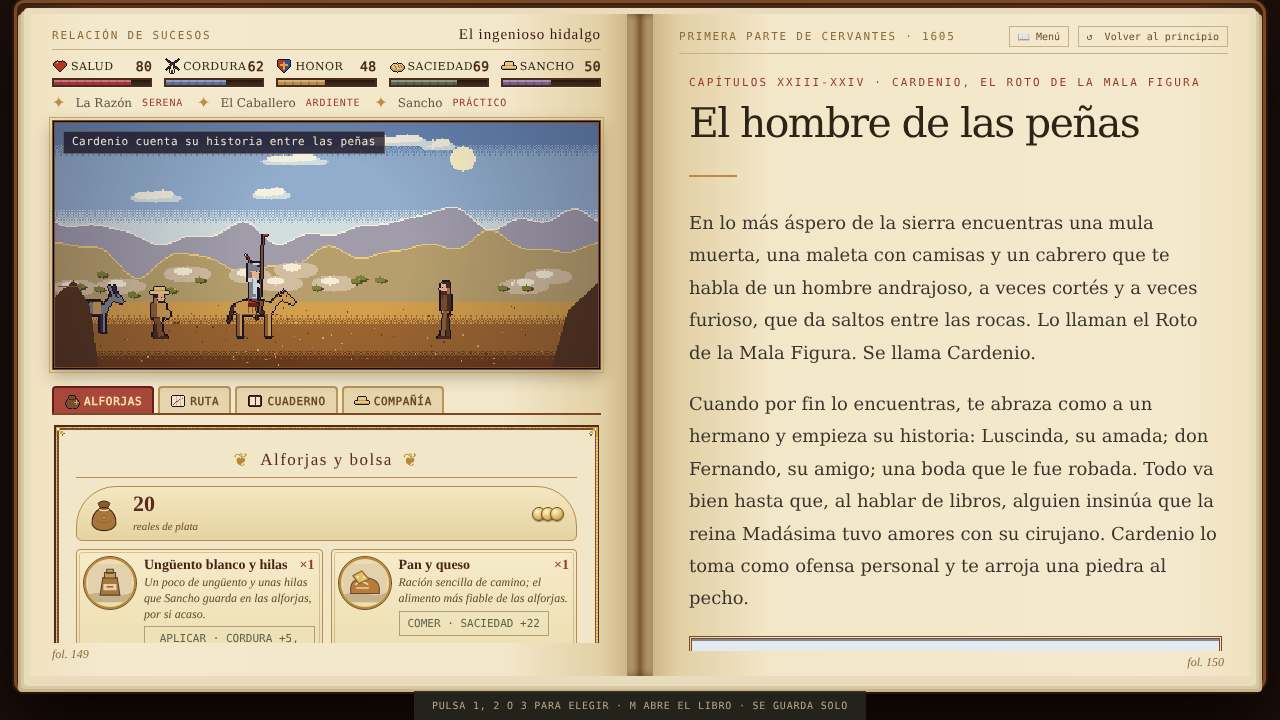 RELACIÓN DE SUCESOS
El ingenioso hidalgo
SALUD 80
CORDURA 62
HONOR 48
SACIEDAD 69
SANCHO 50
La Razón SERENA
El Caballero ARDIENTE
Sancho PRÁCTICO
Cardenio cuenta su historia entre las peñas
ALFORJAS
RUTA
CUADERNO
COMPAÑÍA
Alforjas y bolsa
20
reales de plata
Ungüento blanco y hilas ×1
Un poco de ungüento y unas hilas
que Sancho guarda en las alforjas,
por si acaso.
APLICAR · CORDURA +5,
Pan y queso ×1
Ración sencilla de camino; el
alimento más fiable de las alforjas.
COMER · SACIEDAD +22
fol. 149
PRIMERA PARTE DE CERVANTES · 1605
Menú
↺ Volver al principio
CAPÍTULOS XXIII-XXIV · CARDENIO, EL ROTO DE LA MALA FIGURA
El hombre de las peñas
En lo más áspero de la sierra encuentras una mula
muerta, una maleta con camisas y un cabrero que te
habla de un hombre andrajoso, a veces cortés y a veces
furioso, que da saltos entre las rocas. Lo llaman el Roto
de la Mala Figura. Se llama Cardenio.
Cuando por fin lo encuentras, te abraza como a un
hermano y empieza su historia: Luscinda, su amada; don
Fernando, su amigo; una boda que le fue robada. Todo va
bien hasta que, al hablar de libros, alguien insinúa que la
reina Madásima tuvo amores con su cirujano. Cardenio lo
toma como ofensa personal y te arroja una piedra al
pecho.
fol. 150
PULSA 1, 2 O 3 PARA ELEGIR · M ABRE EL LIBRO · SE GUARDA SOLO